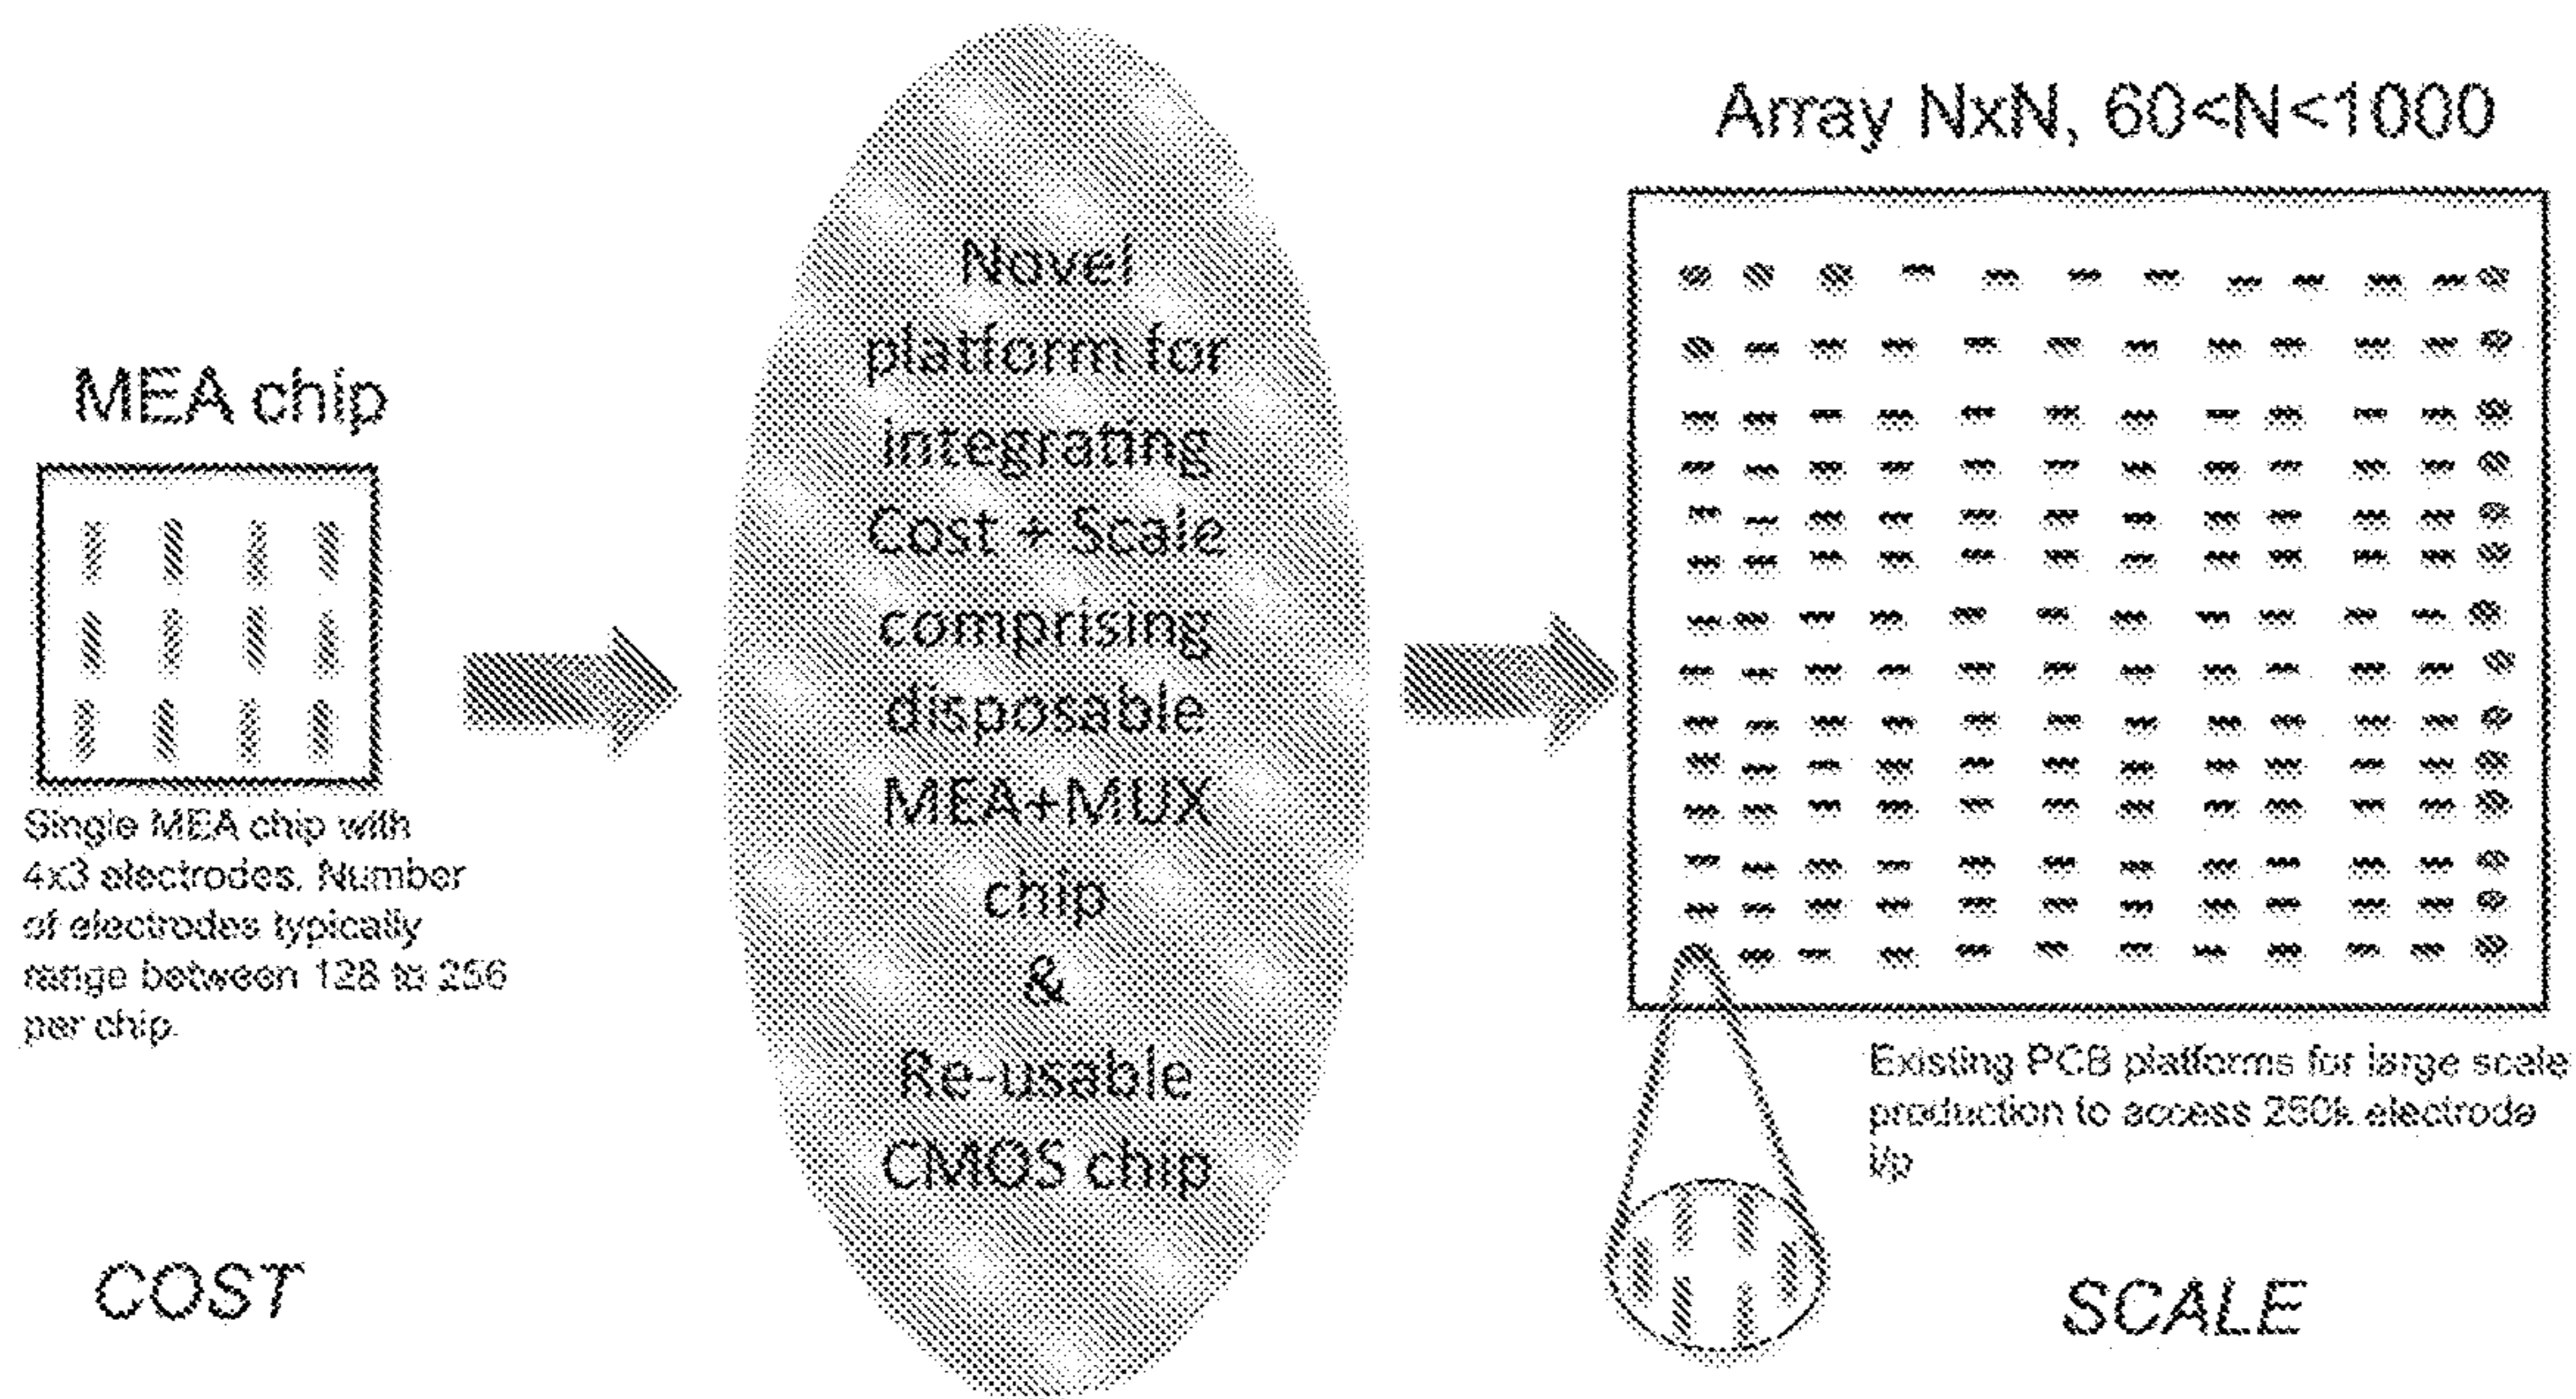 MEA chip
Single MEA chip with
4x3 electrodes. Number
of electrodes typically
range between 128 to 256
per chip.
COST
Novel
platform for
integrating
Cost + Scale
comprising
disposable
MEA+MUX
chip
&
Re-usable
CMOS chip
Array NxN, 60<N<1000
Existing PCB platforms for large scale
production to access 250k electrode
i/p
SCALE